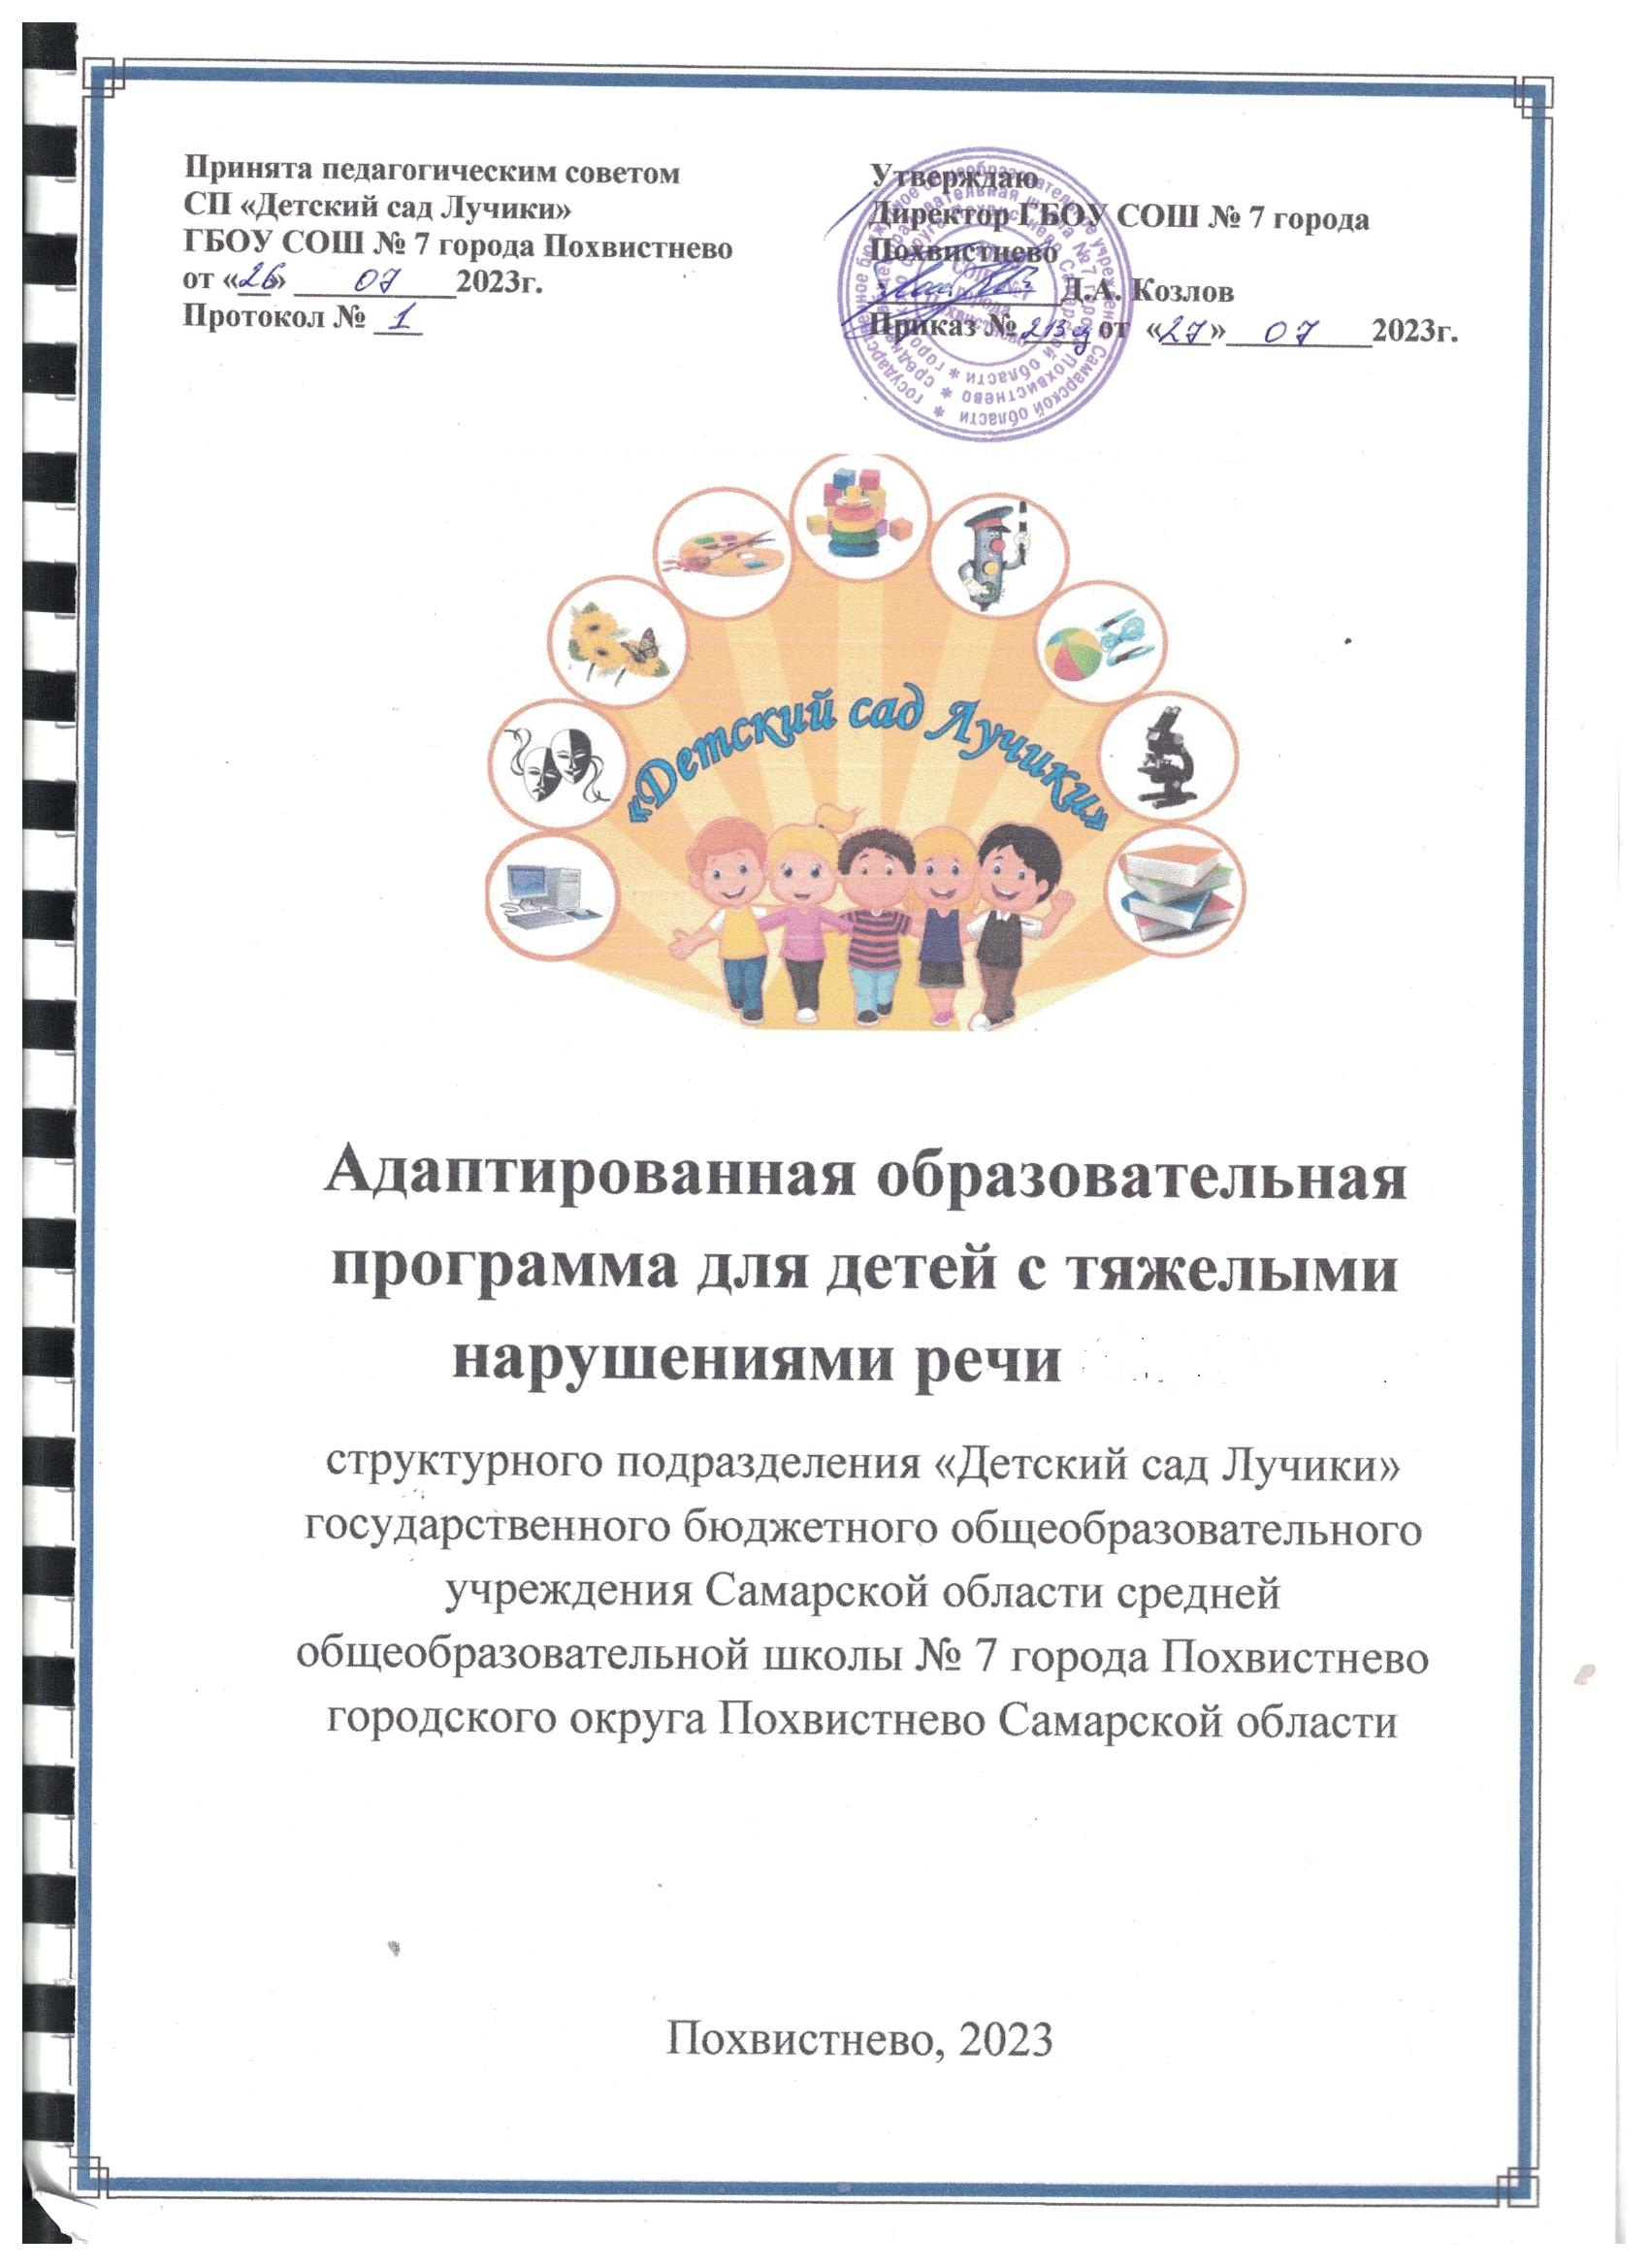 Принята педагогическим советом
СП «Детский сад Лучики»
ГБОУ СОШ № 7 города Похвистнево
от «26» 07 2023г.
Протокол № 1
Утверждаю
Директор ГБОУ СОШ № 7 города
Похвистнево
Д.А. Козлов
Приказ № от «27» 07 2023г.
«Детский сад Лучики»
Адаптированная образовательная
программа для детей с тяжелыми
нарушениями речи
структурного подразделения «Детский сад Лучики»
государственного бюджетного общеобразовательного
учреждения Самарской области средней
общеобразовательной школы № 7 города Похвистнево
городского округа Похвистнево Самарской области
Похвистнево, 2023